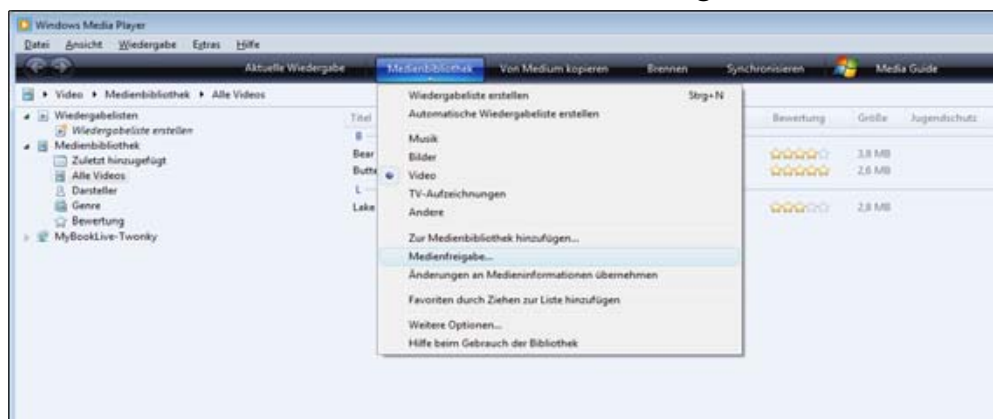 Windows Media Player
Datei Ansicht Wiedergabe Extras Hilfe
Aktuelle Wiedergabe Medienbibliothek Von Medium kopieren Brennen Synchronisieren Media Guide
Video Medienbibliothek Alle Videos
Wiedergabelisten
Wiedergabeliste erstellen
Medienbibliothek
Zuletzt hinzugefügt
Alle Videos
Darsteller
Genre
Bewertung
MyBookLive-Twonky
Titel
B
Bear
Butte
L
Lake
Wiedergabeliste erstellen Strg+N
Automatische Wiedergabeliste erstellen
Musik
Bilder
Video
TV-Aufzeichnungen
Andere
Zur Medienbibliothek hinzufügen...
Medienfreigabe...
Änderungen an Medieninformationen übernehmen
Favoriten durch Ziehen zur Liste hinzufügen
Weitere Optionen...
Hilfe beim Gebrauch der Bibliothek
Bewertung Größe Jugendschutz
3,8 MB
2,6 MB
2,8 MB